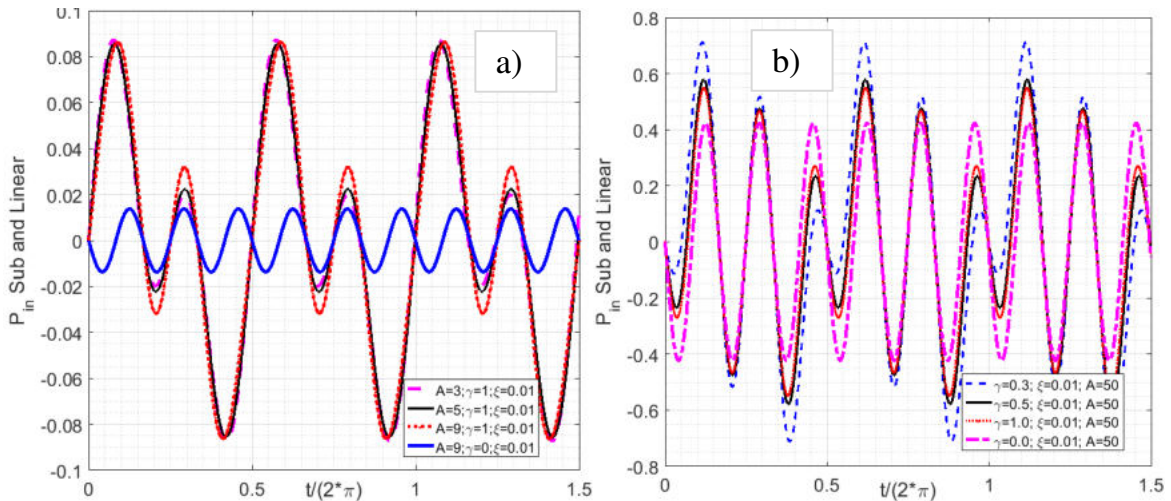 a)
P_in Sub and Linear
0.1
0.08
0.06
0.04
0.02
0
-0.02
-0.04
-0.06
-0.08
-0.1
A=3;γ=1;ξ=0.01
A=5;γ=1;ξ=0.01
A=9;γ=1;ξ=0.01
A=9;γ=0;ξ=0.01
0 0.5 1 1.5
t/(2*π)
b)
P_in Sub and Linear
0.8
0.6
0.4
0.2
0
-0.2
-0.4
-0.6
-0.8
γ=0.3; ξ=0.01; A=50
γ=0.5; ξ=0.01; A=50
γ=1.0; ξ=0.01; A=50
γ=0.0; ξ=0.01; A=50
0 0.5 1 1.5
t/(2*π)